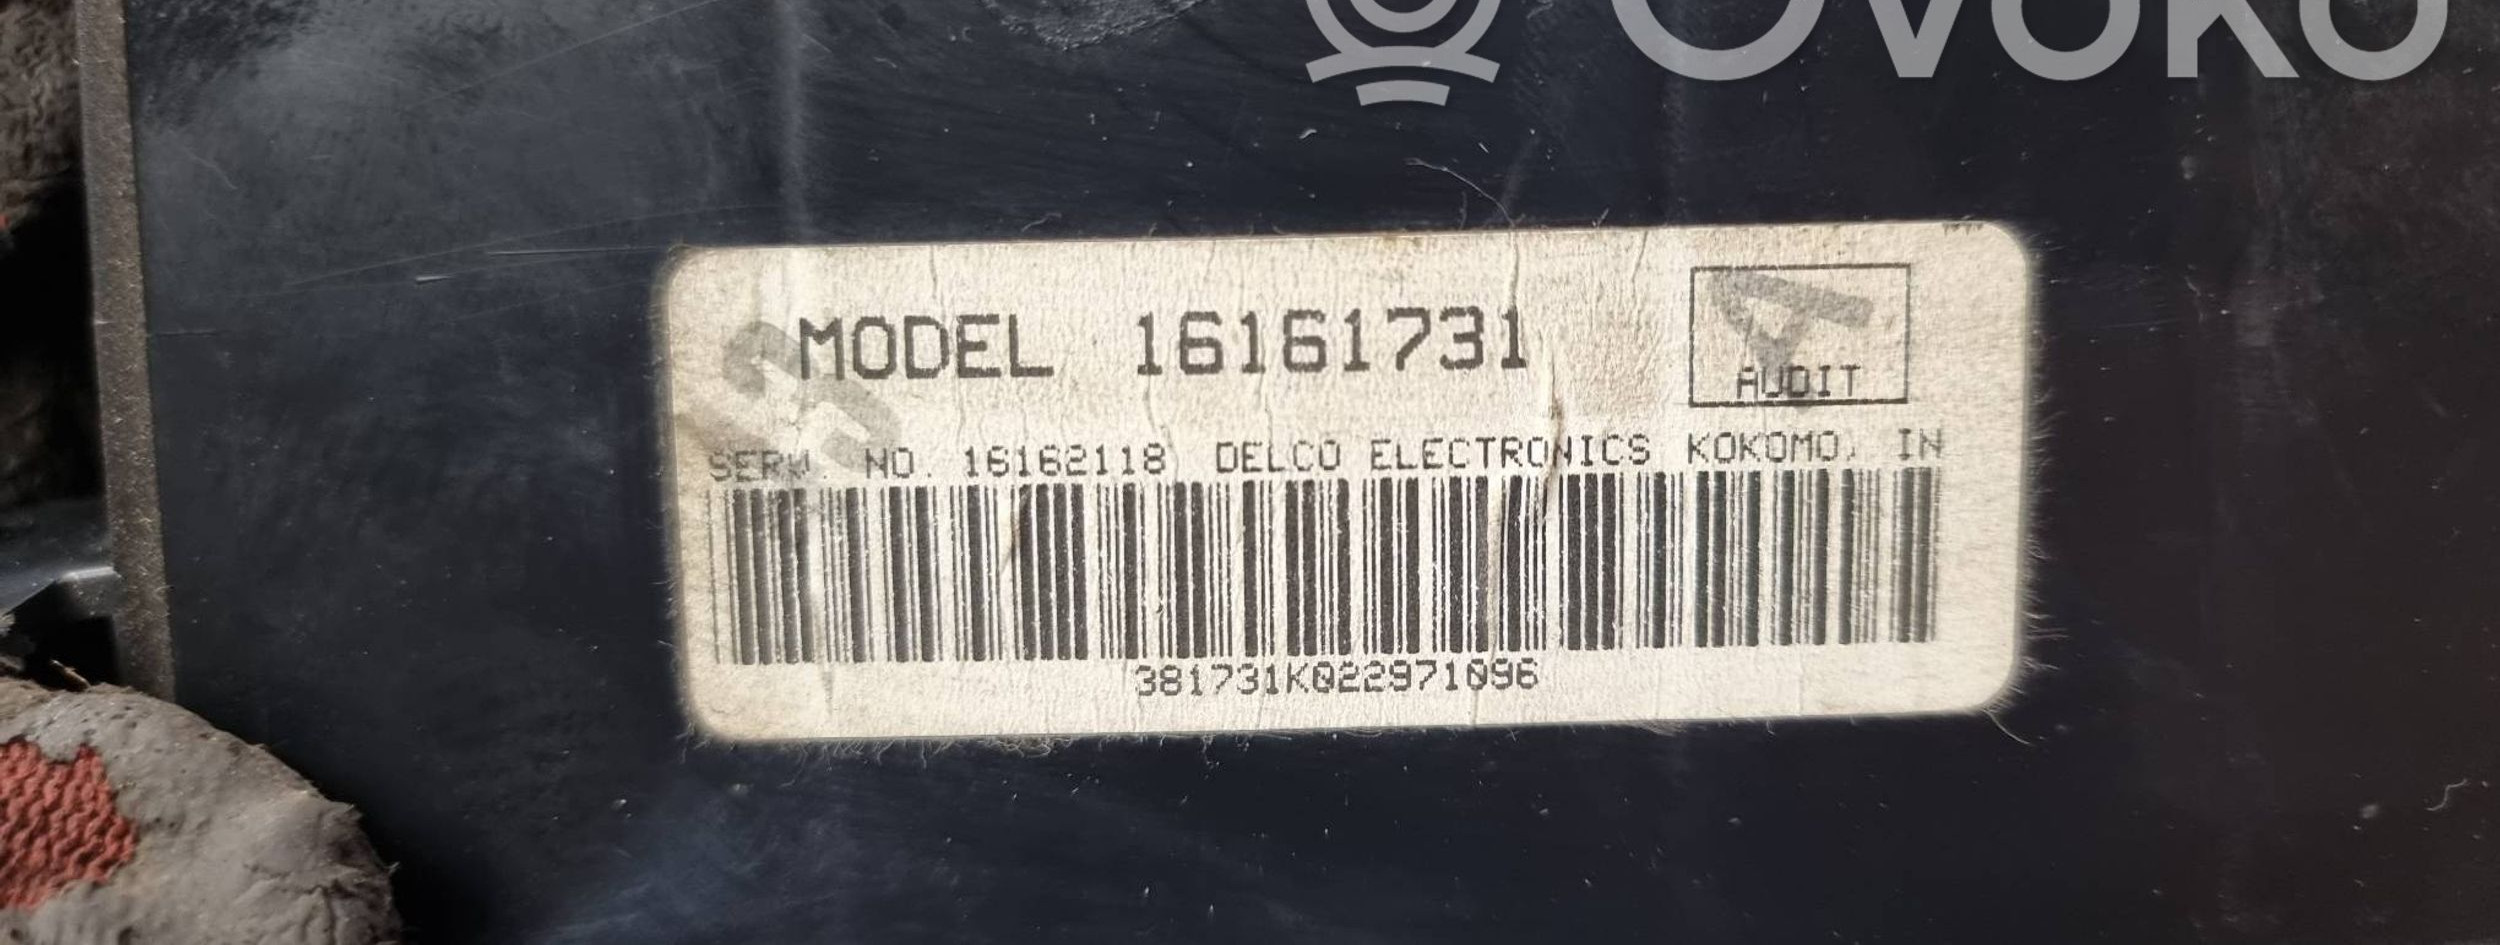 OVOKO
MODEL 16161731
A
AUDIT
SERV. NO. 16162118 DELCO ELECTRONICS KOKOMO, IN
381731K022971096